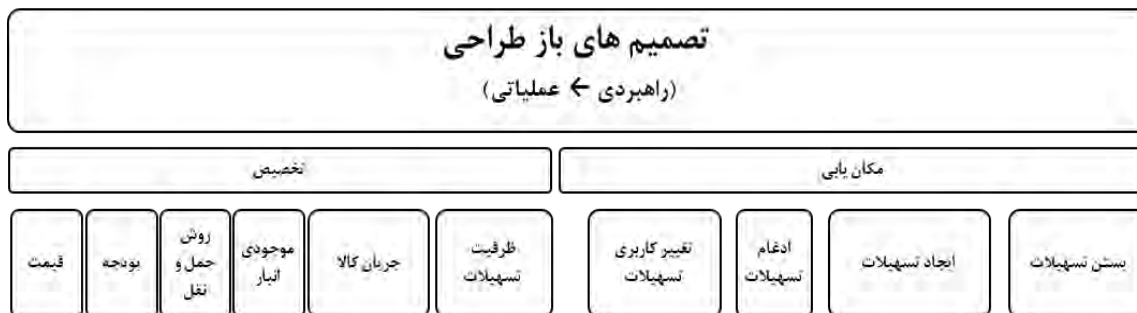 تصمیم های باز طراحی
(راهبردی ← عملیاتی)
مکان یابی
تخصیص
بستن تسهیلات
ایجاد تسهیلات
ادغام
تسهیلات
تغییر کاربری
تسهیلات
ظرفیت
تسهیلات
جریان کالا
موجودی
انبار
روش
حمل و
نقل
بودجه
قیمت